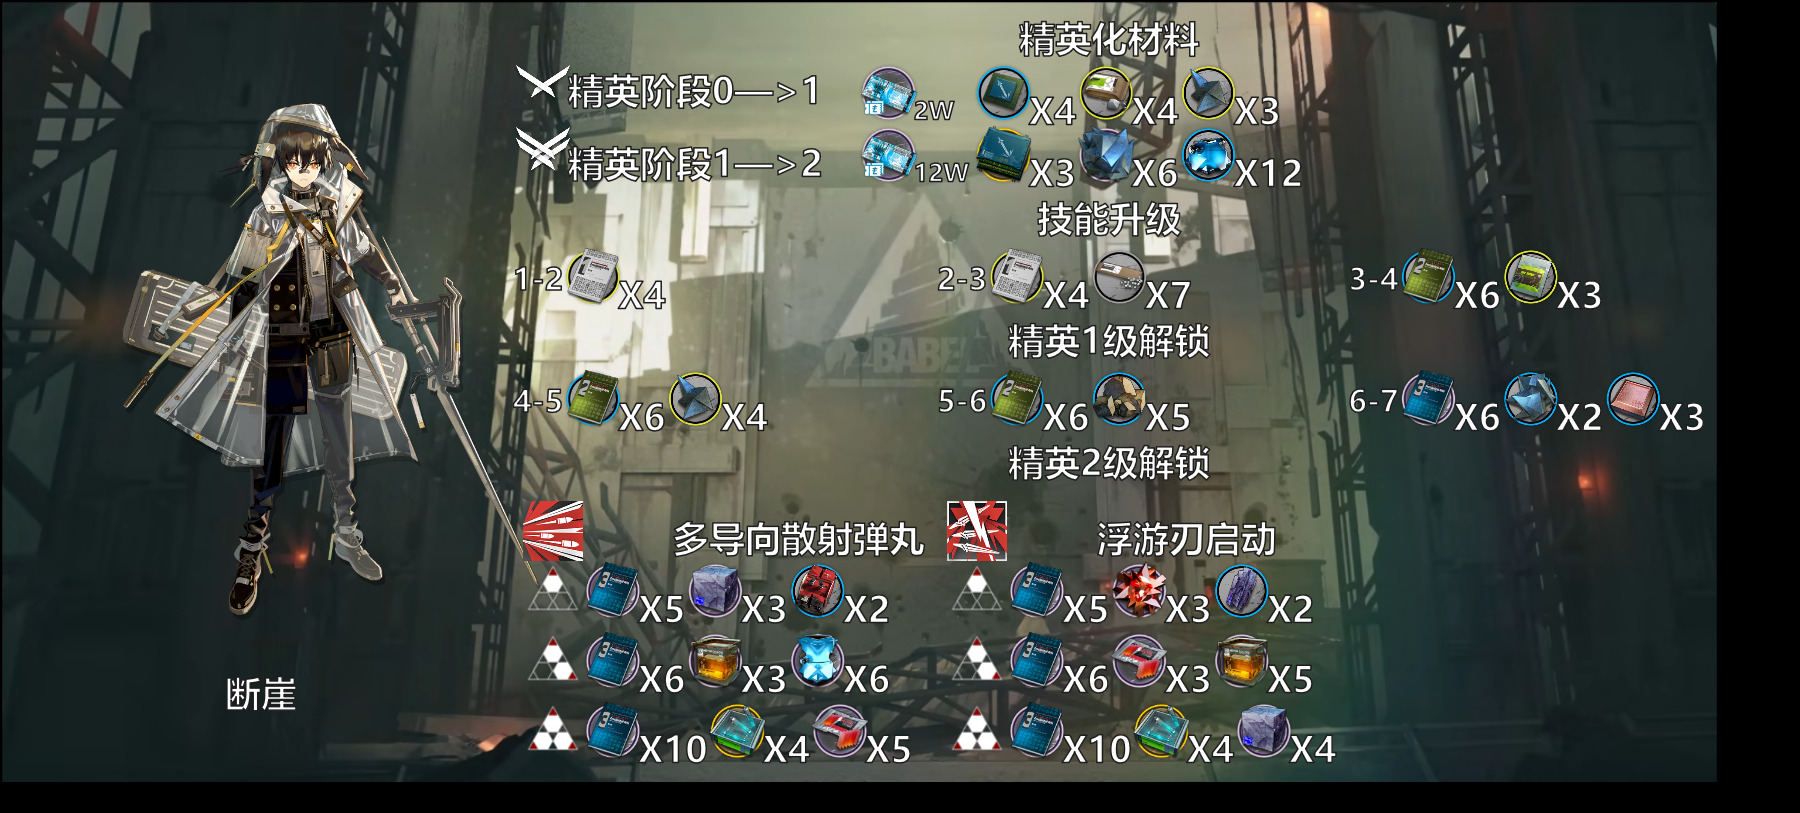 精英化材料
精英阶段0—>1 2W X4 X4 X3
精英阶段1—>2 12W X3 X6 X12
技能升级
1-2 X4 2-3 X4 X7 3-4 X6 X3
BABEL
精英1级解锁
4-5 X6 X4 5-6 X6 X5 6-7 X6 X2 X3
精英2级解锁
多导向散射弹丸 浮游刃启动
X5 X3 X2 X5 X3 X2
X6 X3 X6 X6 X3 X5
断崖
X10 X4 X5 X10 X4 X4